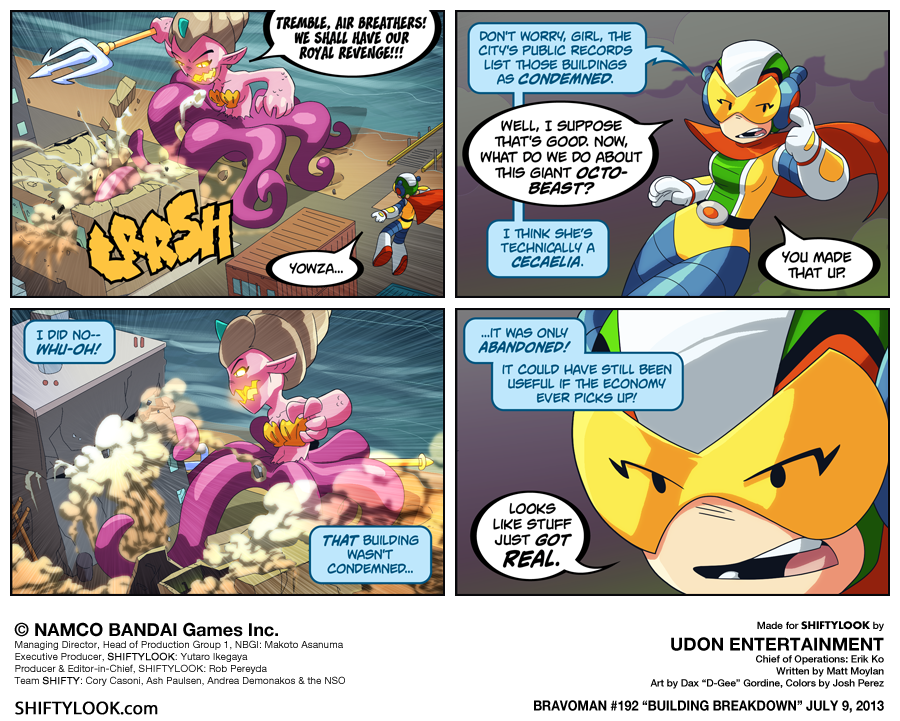 TREMBLE, AIR BREATHERS!
WE SHALL HAVE OUR
ROYAL REVENGE!!!
CRRSH
YOWZA...
DON'T WORRY, GIRL, THE
CITY'S PUBLIC RECORDS
LIST THOSE BUILDINGS
AS CONDEMNED.
WELL, I SUPPOSE
THAT'S GOOD. NOW,
WHAT DO WE DO ABOUT
THIS GIANT OCTO-
BEAST?
I THINK SHE'S
TECHNICALLY A
CECAELIA.
YOU MADE
THAT UP.
I DID NO--
WHU-OH!
THAT BUILDING
WASN'T
CONDEMNED...
...IT WAS ONLY
ABANDONED!
IT COULD HAVE STILL BEEN
USEFUL IF THE ECONOMY
EVER PICKS UP!
LOOKS
LIKE STUFF
JUST GOT
REAL.
© NAMCO BANDAI Games Inc.
Managing Director, Head of Production Group 1, NBGI: Makoto Asanuma
Executive Producer, SHIFTYLOOK: Yutaro Ikegaya
Producer & Editor-in-Chief, SHIFTYLOOK: Rob Pereyda
Team SHIFTY: Cory Casoni, Ash Paulsen, Andrea Demonakos & the NSO
SHIFTYLOOK.com
Made for SHIFTYLOOK by
UDON ENTERTAINMENT
Chief of Operations: Erik Ko
Written by Matt Moylan
Art by Dax "D-Gee" Gordine, Colors by Josh Perez
BRAVOMAN #192 "BUILDING BREAKDOWN" JULY 9, 2013